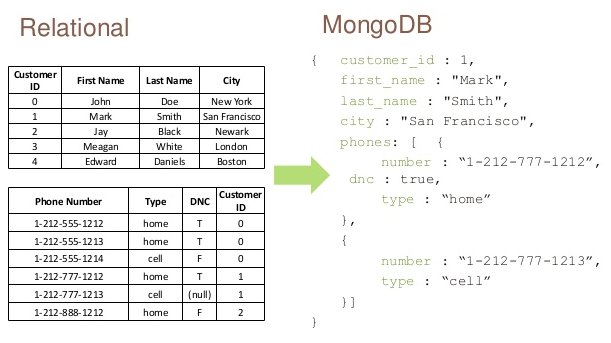 Relational
Customer ID First Name Last Name City
0 John Doe New York
1 Mark Smith San Francisco
2 Jay Black Newark
3 Meagan White London
4 Edward Daniels Boston
Phone Number Type DNC Customer ID
1-212-555-1212 home T 0
1-212-555-1213 home T 0
1-212-555-1214 cell F 0
1-212-777-1212 home T 1
1-212-777-1213 cell (null) 1
1-212-888-1212 home F 2
MongoDB
{ customer_id : 1,
first_name : "Mark",
last_name : "Smith",
city : "San Francisco",
phones: [ {
number : “1-212-777-1212”,
dnc : true,
type : “home”
},
{
number : “1-212-777-1213”,
type : “cell”
}]
}